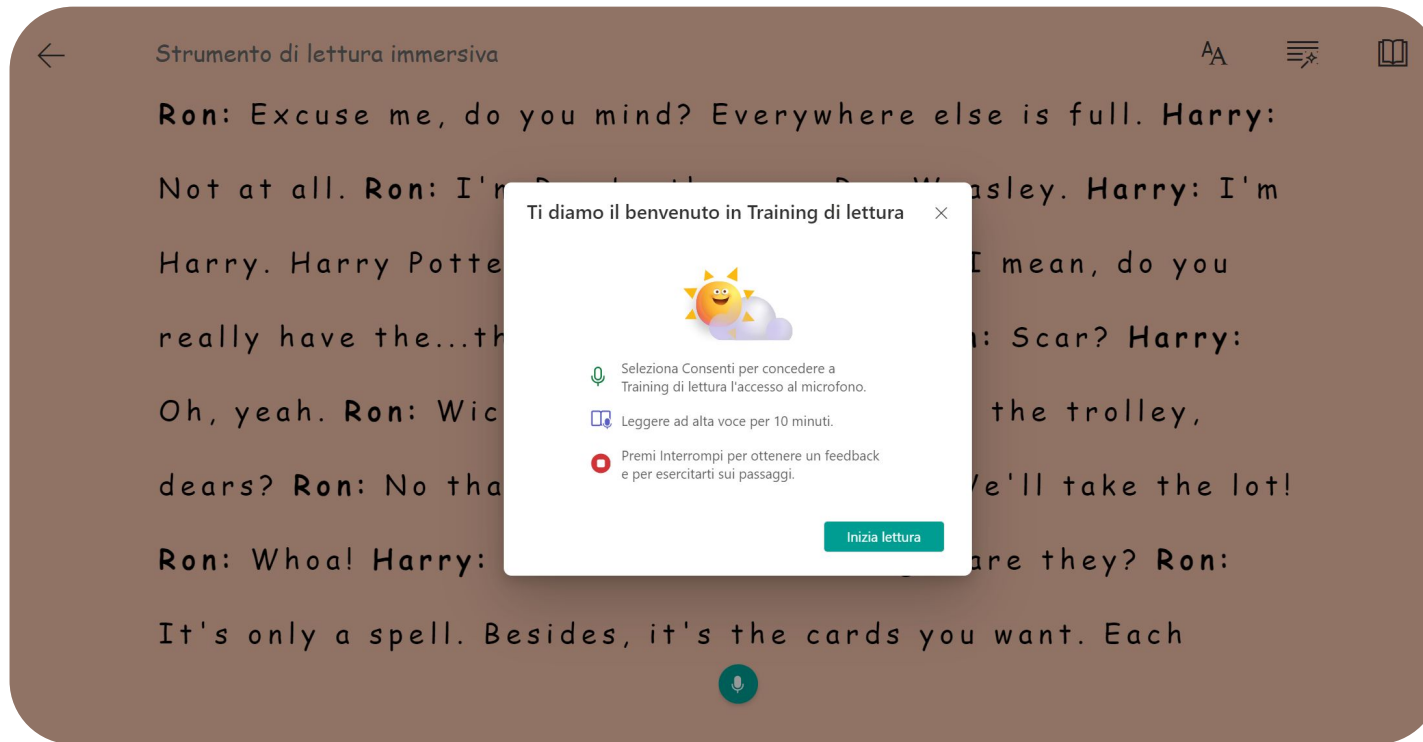 Strumento di lettura immersiva
AA
Ron: Excuse me, do you mind? Everywhere else is full. Harry:
Not at all. Ron: I'm Weasley. Harry: I'm
Harry. Harry I mean, do you
really have the... Scar? Harry:
Oh, yeah. Ron: the trolley,
dears? Ron: No We'll take the lot!
Ron: Whoa! Harry: are they? Ron:
It's only a spell. Besides, it's the cards you want. Each
Ti diamo il benvenuto in Training di lettura
Seleziona Consenti per concedere a
Training di lettura l'accesso al microfono.
Leggere ad alta voce per 10 minuti.
Premi Interrompi per ottenere un feedback
e per esercitarti sui passaggi.
Inizia lettura